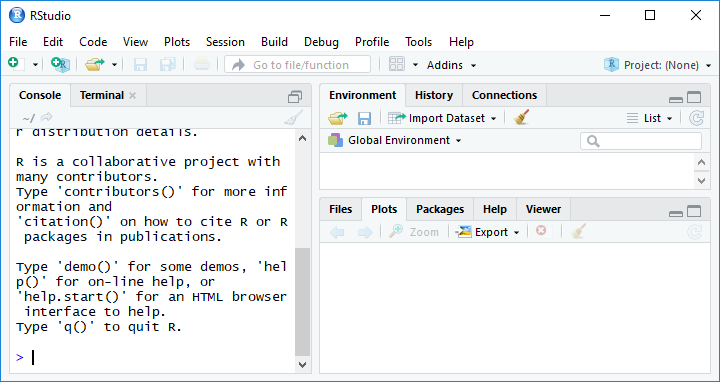 RStudio
File Edit Code View Plots Session Build Debug Profile Tools Help
Go to file/function Addins Project: (None)
Console Terminal
~/
r distribution details.
R is a collaborative project with
many contributors.
Type 'contributors()' for more inf
ormation and
'citation()' on how to cite R or R
packages in publications.
Type 'demo()' for some demos, 'hel
p()' for on-line help, or
'help.start()' for an HTML browser
interface to help.
Type 'q()' to quit R.
>
Environment History Connections
Import Dataset List
Global Environment
Files Plots Packages Help Viewer
Zoom Export